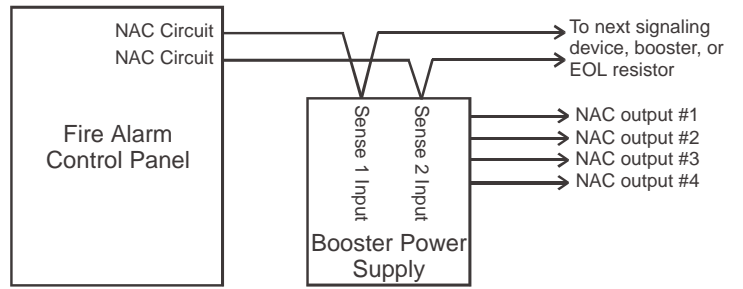 NAC Circuit
NAC Circuit
Fire Alarm
Control Panel
To next signaling
device, booster, or
EOL resistor
Sense 1 Input
Sense 2 Input
NAC output #1
NAC output #2
NAC output #3
NAC output #4
Booster Power
Supply